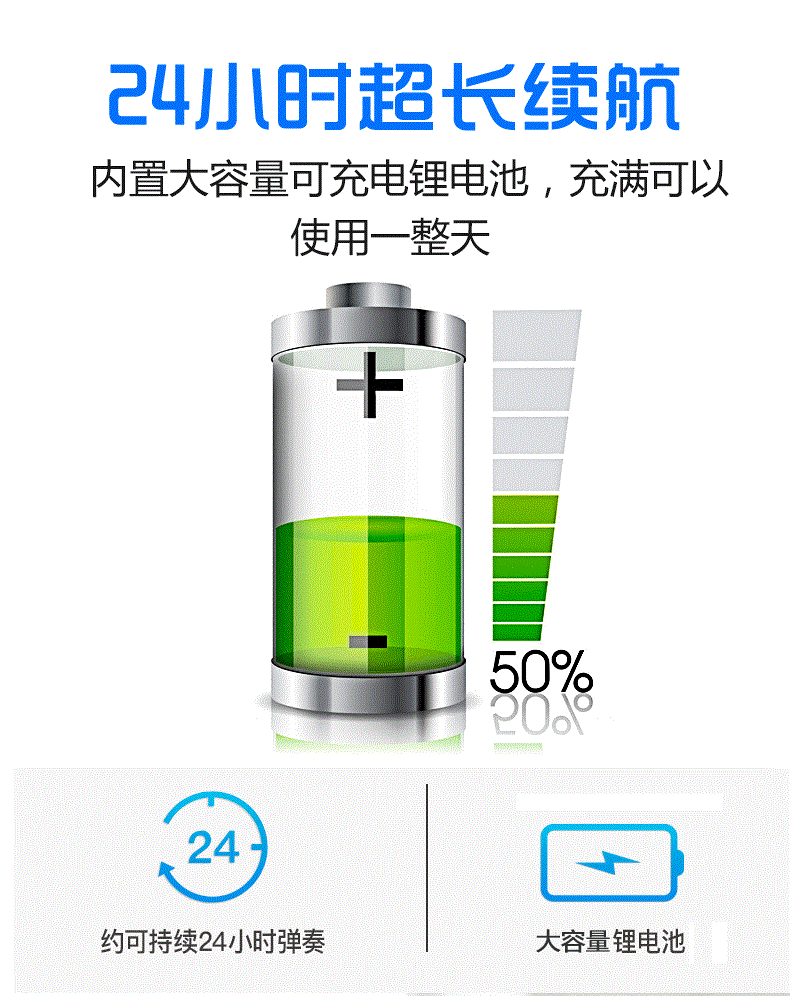 24小时超长续航
内置大容量可充电锂电池，充满可以
使用一整天
+
-
50%
24
约可持续24小时弹奏
大容量锂电池